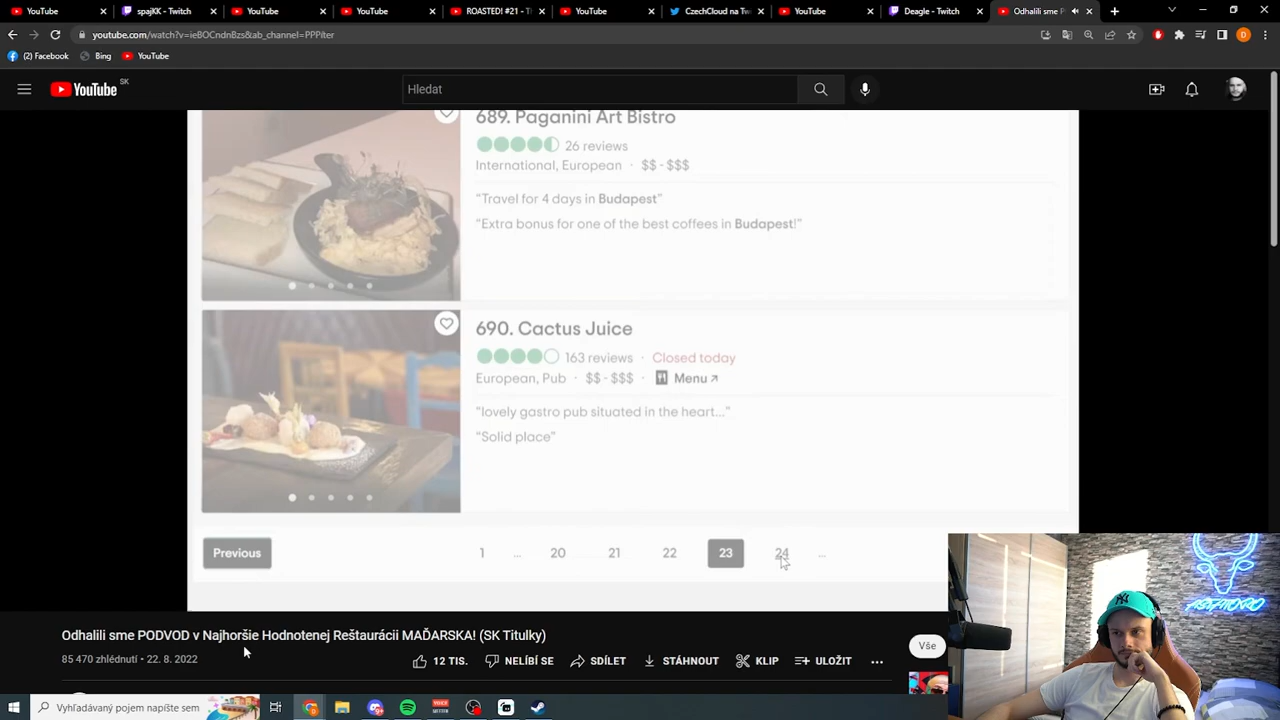 YouTube
spajKK - Twitch
YouTube
YouTube
ROASTED! #21 - T
YouTube
CzechCloud na Tw
YouTube
Deagle - Twitch
Odhalili sme P
youtube.com/watch?v=ieBOCndnBzs&ab_channel=PPPíter
D
(2) Facebook
Bing
YouTube
YouTube SK
Hledat
689. Paganini Art Bistro
26 reviews
International, European · $$ - $$$
"Travel for 4 days in Budapest"
"Extra bonus for one of the best coffees in Budapest!"
690. Cactus Juice
163 reviews · Closed today
European, Pub · $$ - $$$ · Menu
"lovely gastro pub situated in the heart..."
"Solid place"
Previous
1 ... 20 21 22 23 24 ...
Odhalili sme PODVOD v Najhoršie Hodnotenej Reštaurácii MAĎARSKA! (SK Titulky)
85 470 zhlédnutí • 22. 8. 2022
12 TIS.
NELÍBÍ SE
SDÍLET
STÁHNOUT
KLIP
ULOŽIT
Vše
NY
Vyhľadávaný pojem napíšte sem